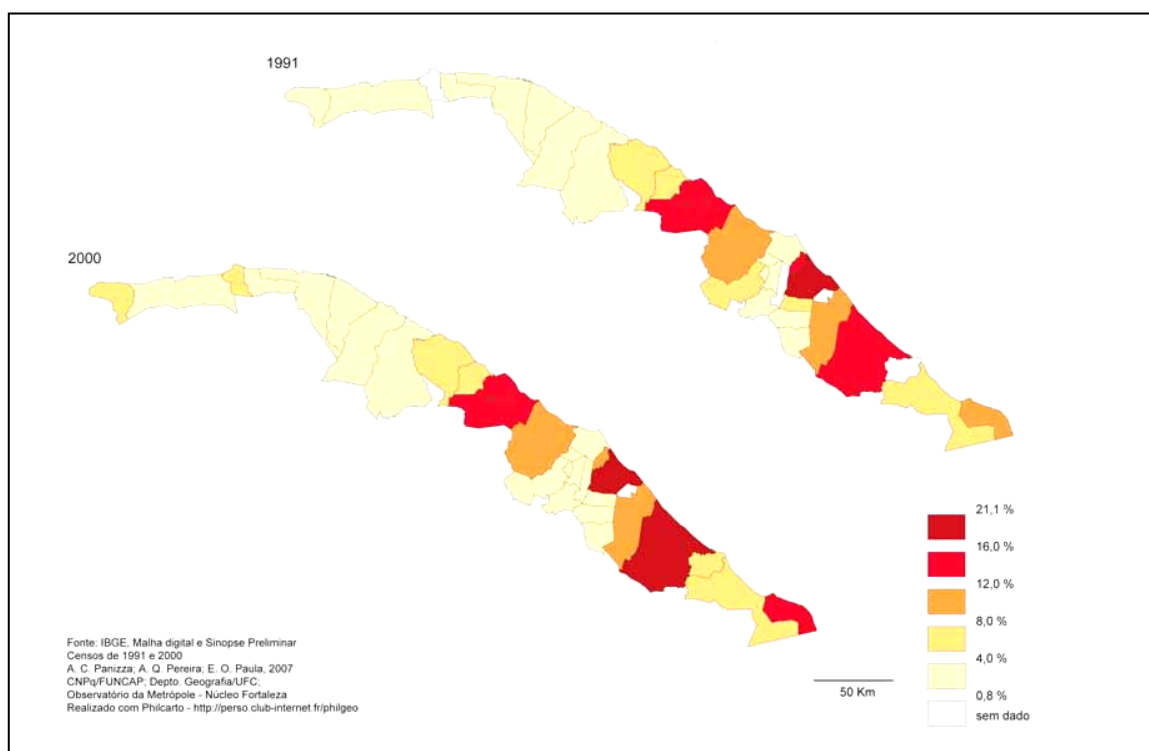 1991
2000
21,1 %
16,0 %
12,0 %
8,0 %
4,0 %
0,8 %
sem dado
50 Km
Fonte: IBGE, Malha digital e Sinopse Preliminar
Censos de 1991 e 2000
A. C. Panizza; A. Q. Pereira; E. O. Paula, 2007
CNPq/FUNCAP; Depto. Geografia/UFC;
Observatório da Metrópole - Núcleo Fortaleza
Realizado com Philcarto - http://perso.club-internet.fr/philgeo